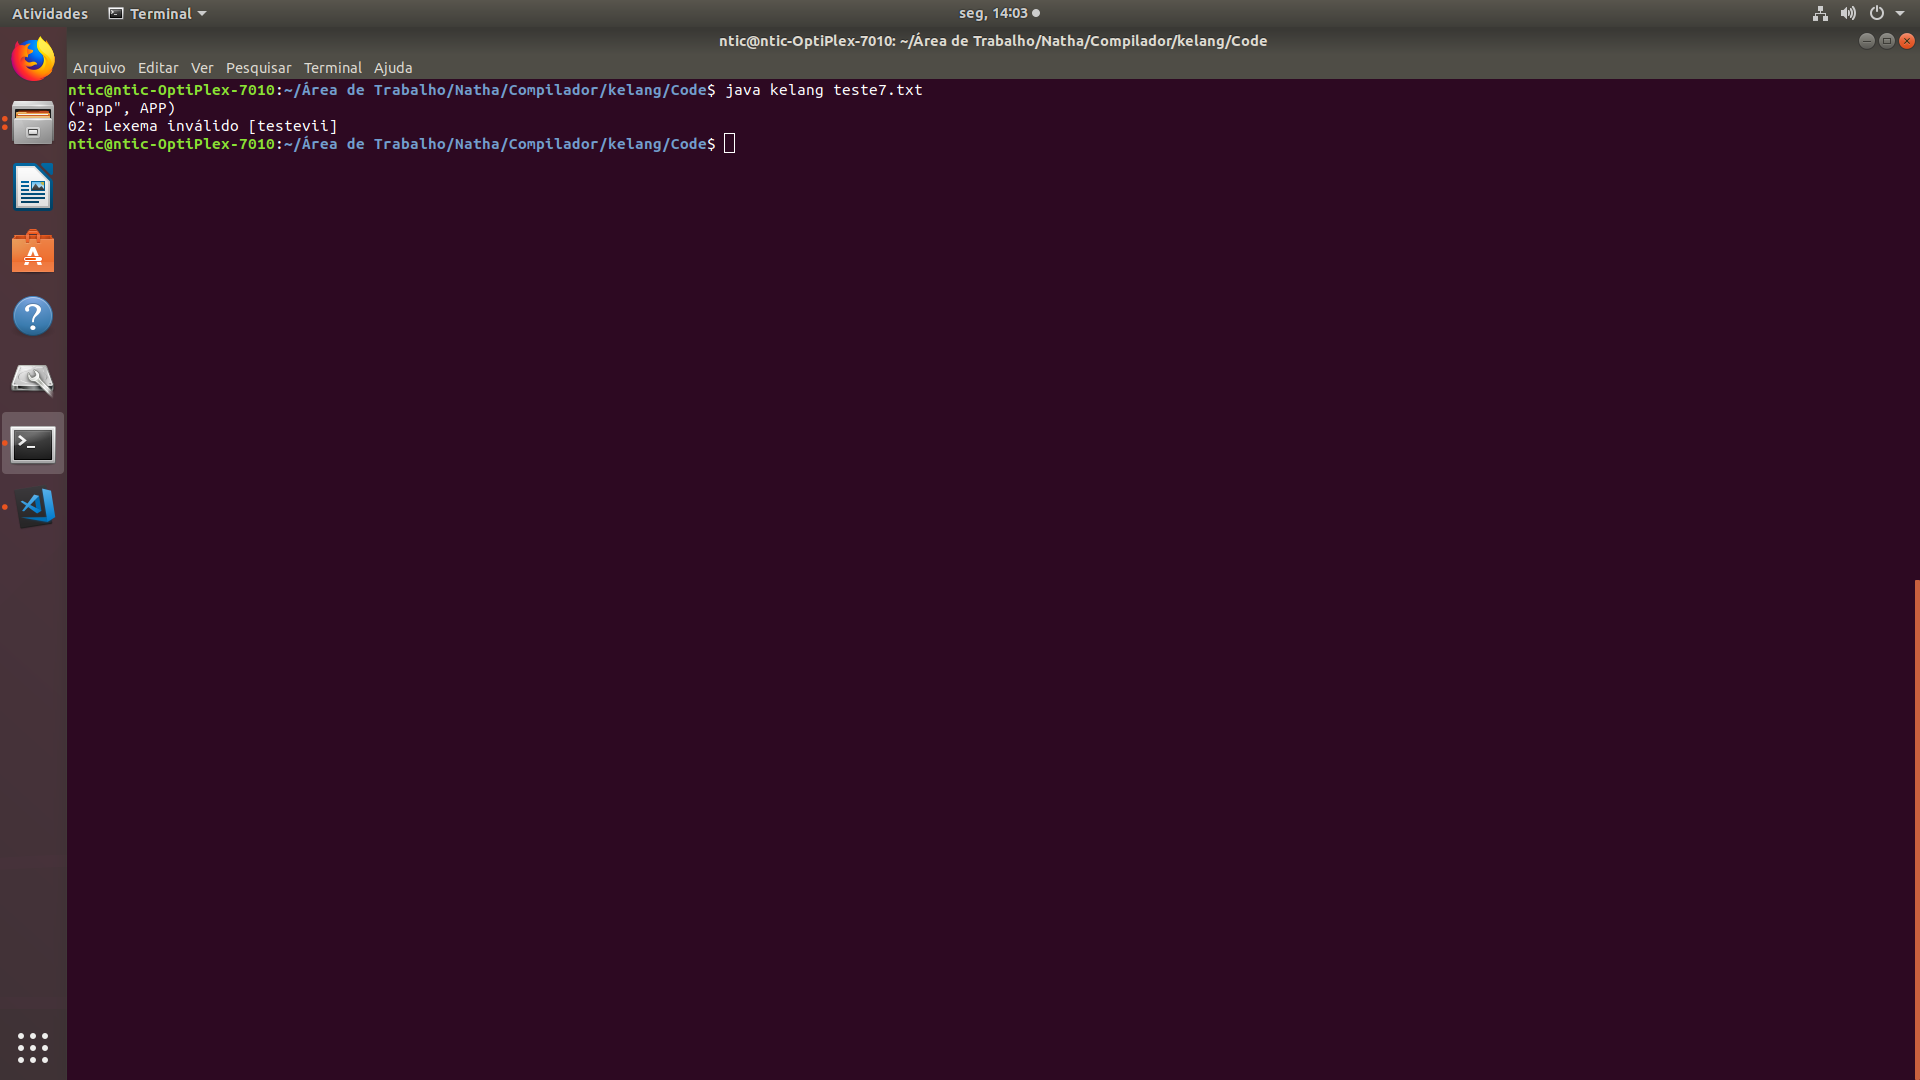 Atividades
Terminal
seg, 14:03
ntic@ntic-OptiPlex-7010: ~/Área de Trabalho/Natha/Compilador/kelang/Code
Arquivo Editar Ver Pesquisar Terminal Ajuda
ntic@ntic-OptiPlex-7010:~/Área de Trabalho/Natha/Compilador/kelang/Code$ java kelang teste7.txt
("app", APP)
02: Lexema inválido [testevii]
ntic@ntic-OptiPlex-7010:~/Área de Trabalho/Natha/Compilador/kelang/Code$